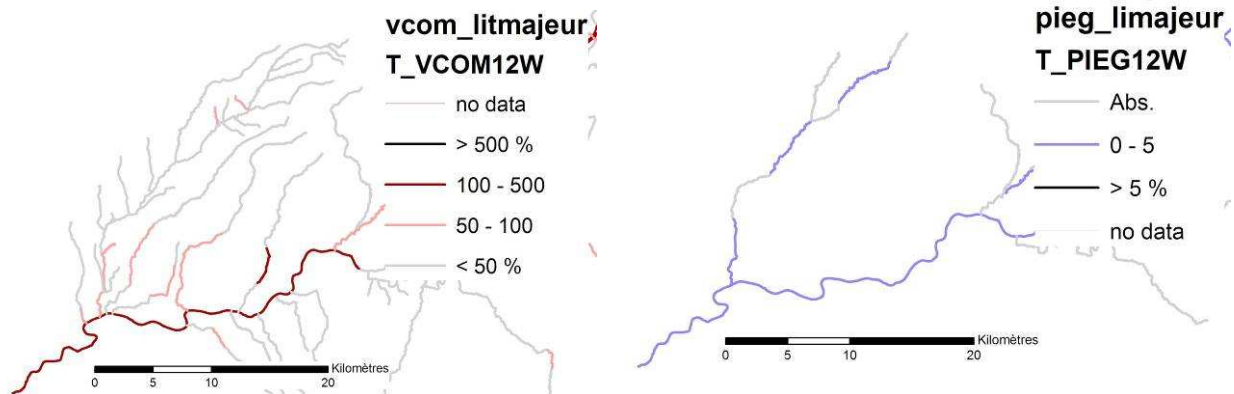 vcom_litmajeur
T_VCOM12W
no data
> 500 %
100 - 500
50 - 100
< 50 %
Kilomètres
0 5 10 20
pieg_limajeur
T_PIEG12W
Abs.
0 - 5
> 5 %
no data
Kilomètres
0 5 10 20